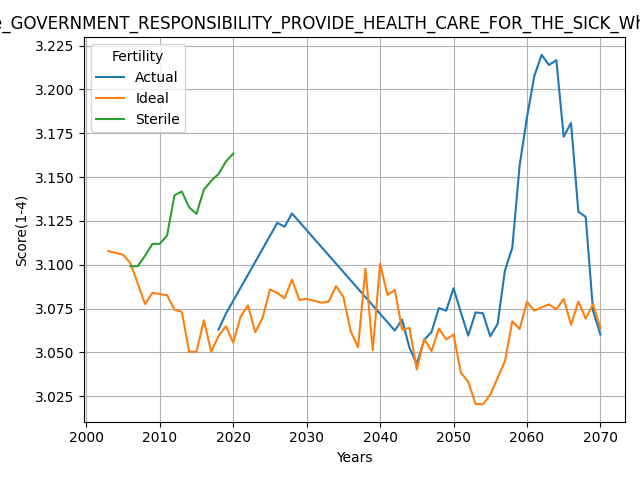 _GOVERNMENT_RESPONSIBILITY_PROVIDE_HEALTH_CARE_FOR_THE_SICK_Wh
Fertility
Actual
Ideal
Sterile
3.225
3.200
3.175
3.150
3.125
3.100
3.075
3.050
3.025
Score(1-4)
2000 2010 2020 2030 2040 2050 2060 2070
Years